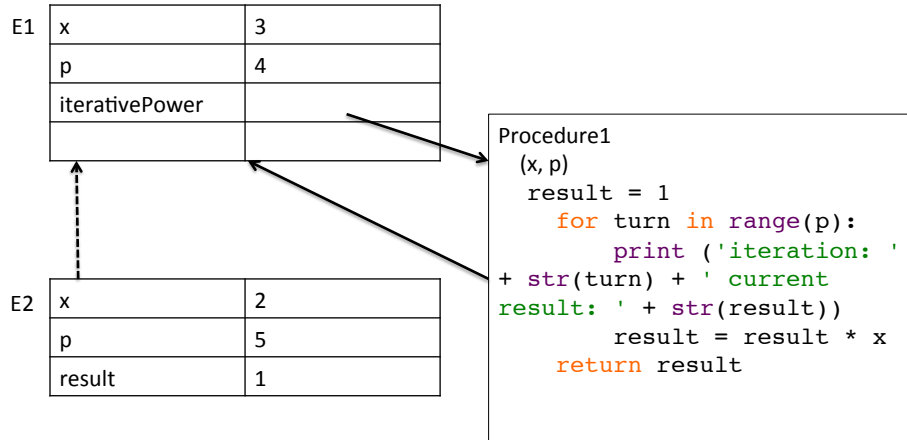 E1 x 3
p 4
iterativePower
Procedure1
(x, p)
result = 1
for turn in range(p):
print ('iteration: '
+ str(turn) + ' current
result: ' + str(result))
result = result * x
return result
E2 x 2
p 5
result 1